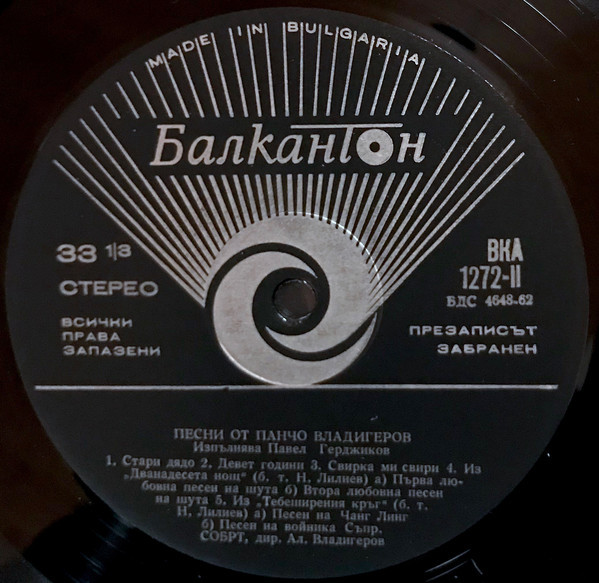 MADE IN BULGARIA
Балкантон
33 1/3
СТЕРЕО
ВСИЧКИ
ПРАВА
ЗАПАЗЕНИ
ВКА
1272-II
БДС 4648-62
ПРЕЗАПИСЪТ
ЗАБРАНЕН
ПЕСНИ ОТ ПАНЧО ВЛАДИГЕРОВ
Изпълнява Павел Герджиков
1. Стари дядо 2. Девет години 3. Свирка ми свири 4. Из
„Дванадесета нощ“ (б. т. Н. Лилиев) а) Първа лю-
бовна песен на шута б) Втора любовна песен
на шута 5. Из „Тебеширения кръг“ (б. т.
Н. Лилиев) а) Песен на Чанг Линг
б) Песен на войника Съпр.
СОБРТ, дир. Ал. Владигеров